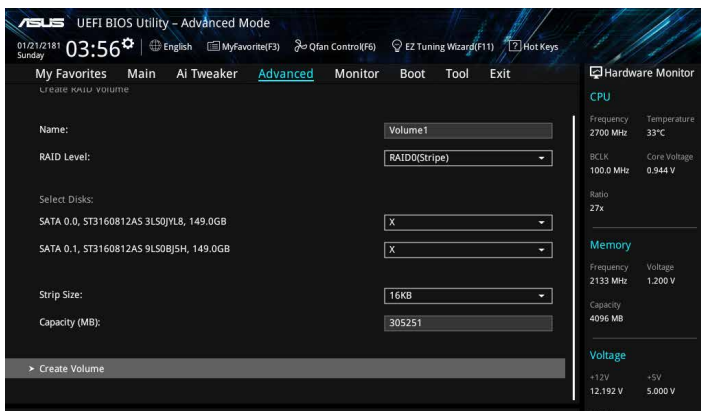 ASUS UEFI BIOS Utility – Advanced Mode
01/21/2181 Sunday 03:56 English MyFavorite(F3) Qfan Control(F6) EZ Tuning Wizard(F11) ? Hot Keys
My Favorites Main Ai Tweaker Advanced Monitor Boot Tool Exit
Create RAID Volume
Name: Volume1
RAID Level: RAID0(Stripe)
Select Disks:
SATA 0.0, ST3160812AS 3LS0JYL8, 149.0GB X
SATA 0.1, ST3160812AS 9LS0BJ5H, 149.0GB X
Strip Size: 16KB
Capacity (MB): 305251
> Create Volume
Hardware Monitor
CPU
Frequency Temperature
2700 MHz 33°C
BCLK Core Voltage
100.0 MHz 0.944 V
Ratio
27x
Memory
Frequency Voltage
2133 MHz 1.200 V
Capacity
4096 MB
Voltage
+12V +5V
12.192 V 5.000 V